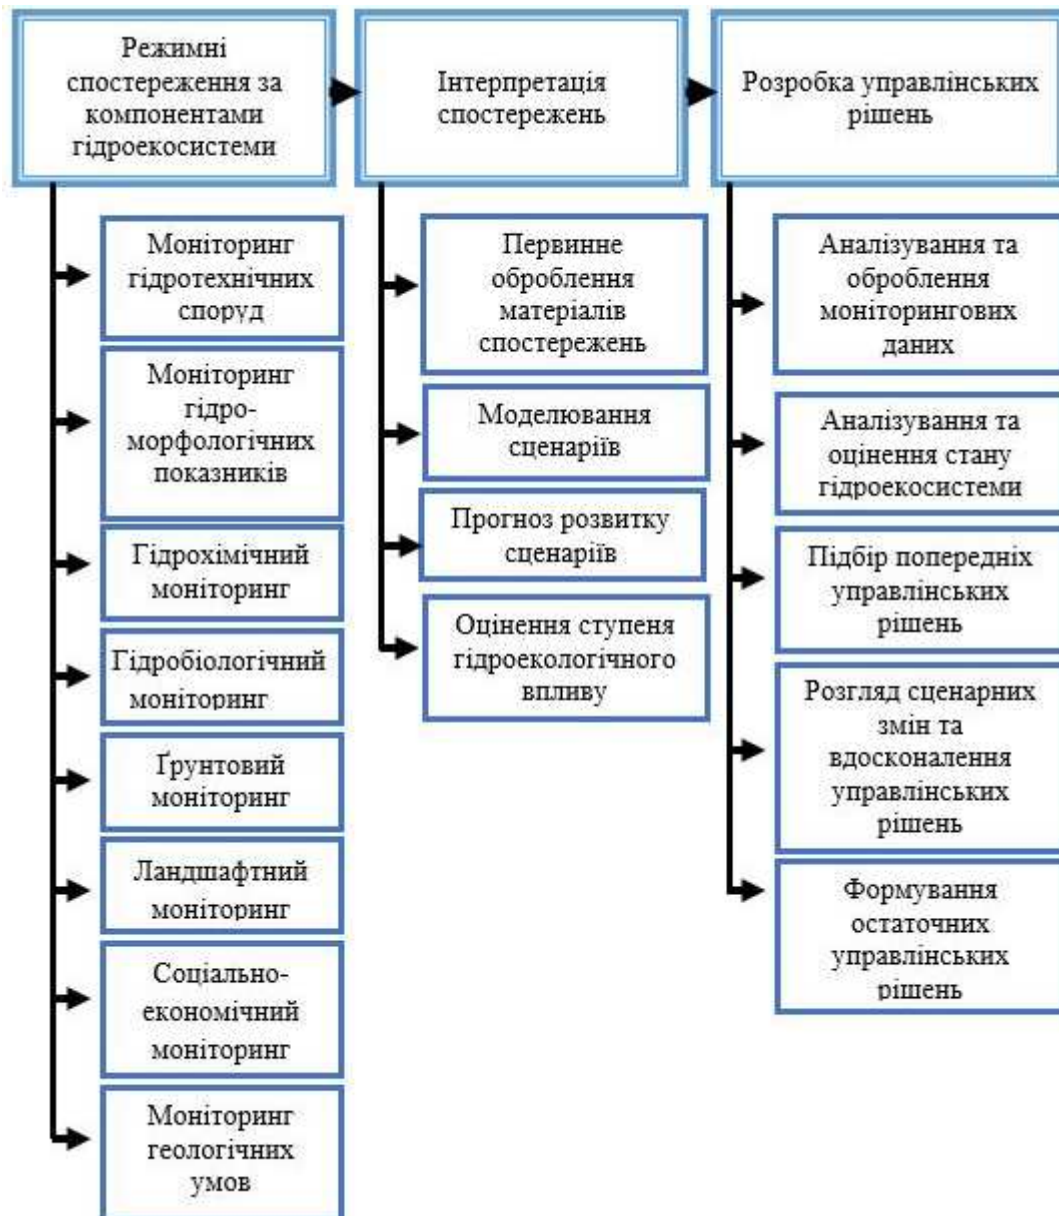 Режимні
спостереження за
компонентами
гідроекосистеми
Інтерпретація
спостережень
Розробка управлінських
рішень
Моніторинг
гідротехнічних
споруд
Моніторинг
гідро-
морфологічних
показників
Гідрохімічний
моніторинг
Гідробіологічний
моніторинг
Ґрунтовий
моніторинг
Ландшафтний
моніторинг
Соціально-
економічний
моніторинг
Моніторинг
геологічних
умов
Первинне
оброблення
матеріалів
спостережень
Моделювання
сценаріїв
Прогноз розвитку
сценаріїв
Оцінення ступеня
гідроекологічного
впливу
Аналізування та
оброблення
моніторингових
даних
Аналізування та
оцінення стану
гідроекосистеми
Підбір попередніх
управлінських
рішень
Розгляд сценарних
змін та
вдосконалення
управлінських
рішень
Формування
остаточних
управлінських
рішень